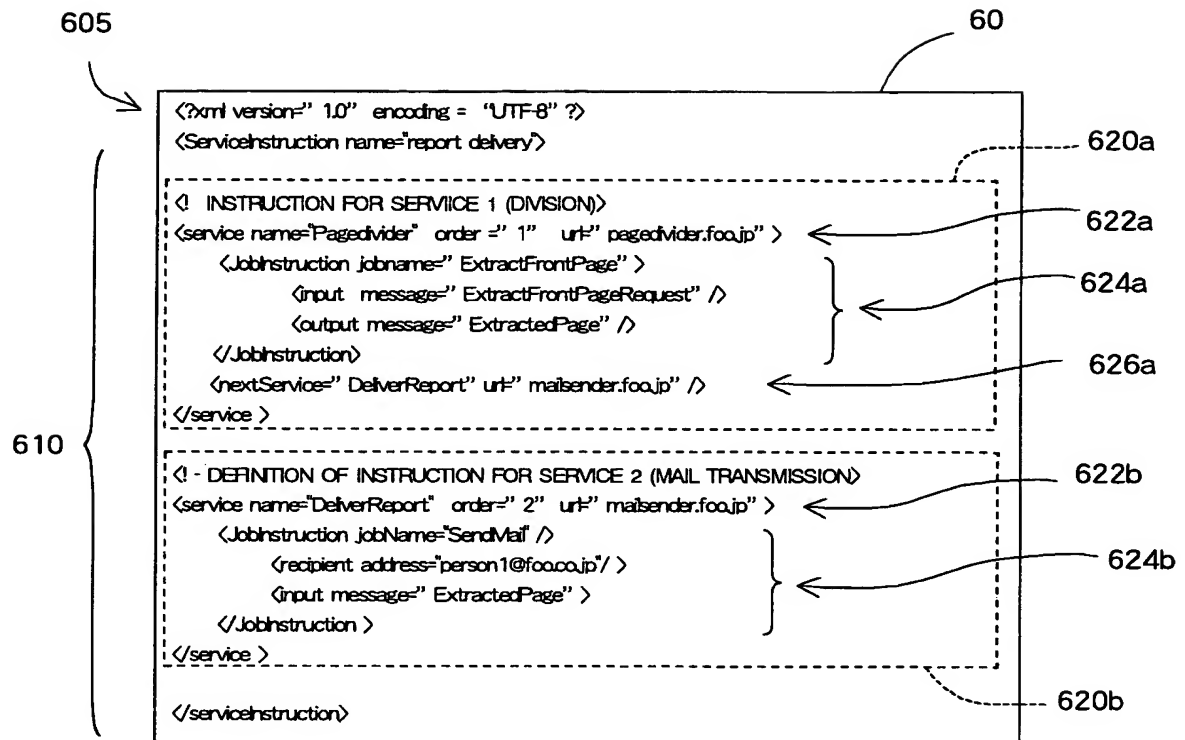 605
60
<?xml version=" 1.0" encoding = "UTF-8" ?>
<ServiceInstruction name="report delivery">
620a
<! INSTRUCTION FOR SERVICE 1 (DIVISION)>
<service name="Pagedivider" order =" 1" url=" pagedivider.foo.jp" >
622a
<JobInstruction jobname=" ExtractFrontPage" >
<input message=" ExtractFrontPageRequest" />
624a
<output message=" ExtractedPage" />
</JobInstruction>
626a
<nextService=" DeliverReport" url=" mailsender.foo.jp" />
</service >
610
<! - DEFINITION OF INSTRUCTION FOR SERVICE 2 (MAIL TRANSMISSION)>
622b
<service name="DeliverReport" order=" 2" url=" mailsender.foo.jp" >
<JobInstruction jobName="SendMail" />
<recipient address="person1@foo.co.jp"/ >
624b
<input message=" ExtractedPage" >
</JobInstruction >
</service >
620b
</serviceInstruction>